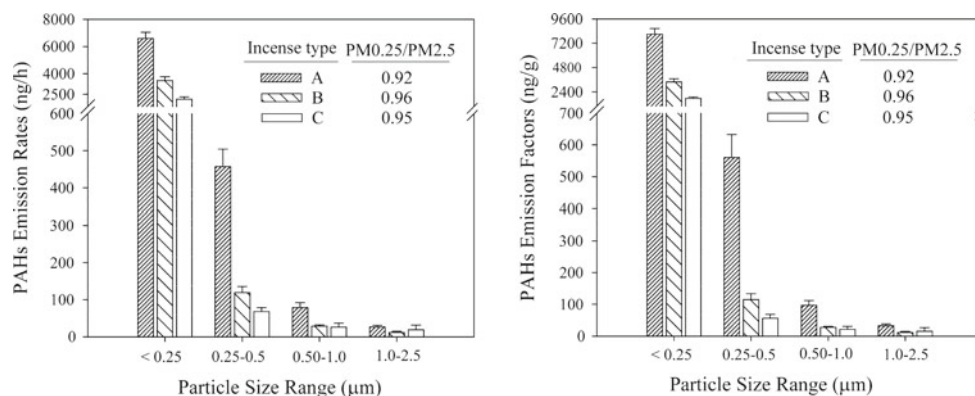 8000
6000
4000
2500
600
500
400
300
200
100
0
PAHs Emission Rates (ng/h)
Incense type PM0.25/PM2.5
A 0.92
B 0.96
C 0.95
< 0.25 0.25-0.5 0.50-1.0 1.0-2.5
Particle Size Range (μm)
9600
7200
4800
2400
700
600
500
400
300
200
100
0
PAHs Emission Factors (ng/g)
Incense type PM0.25/PM2.5
A 0.92
B 0.96
C 0.95
< 0.25 0.25-0.5 0.50-1.0 1.0-2.5
Particle Size Range (μm)